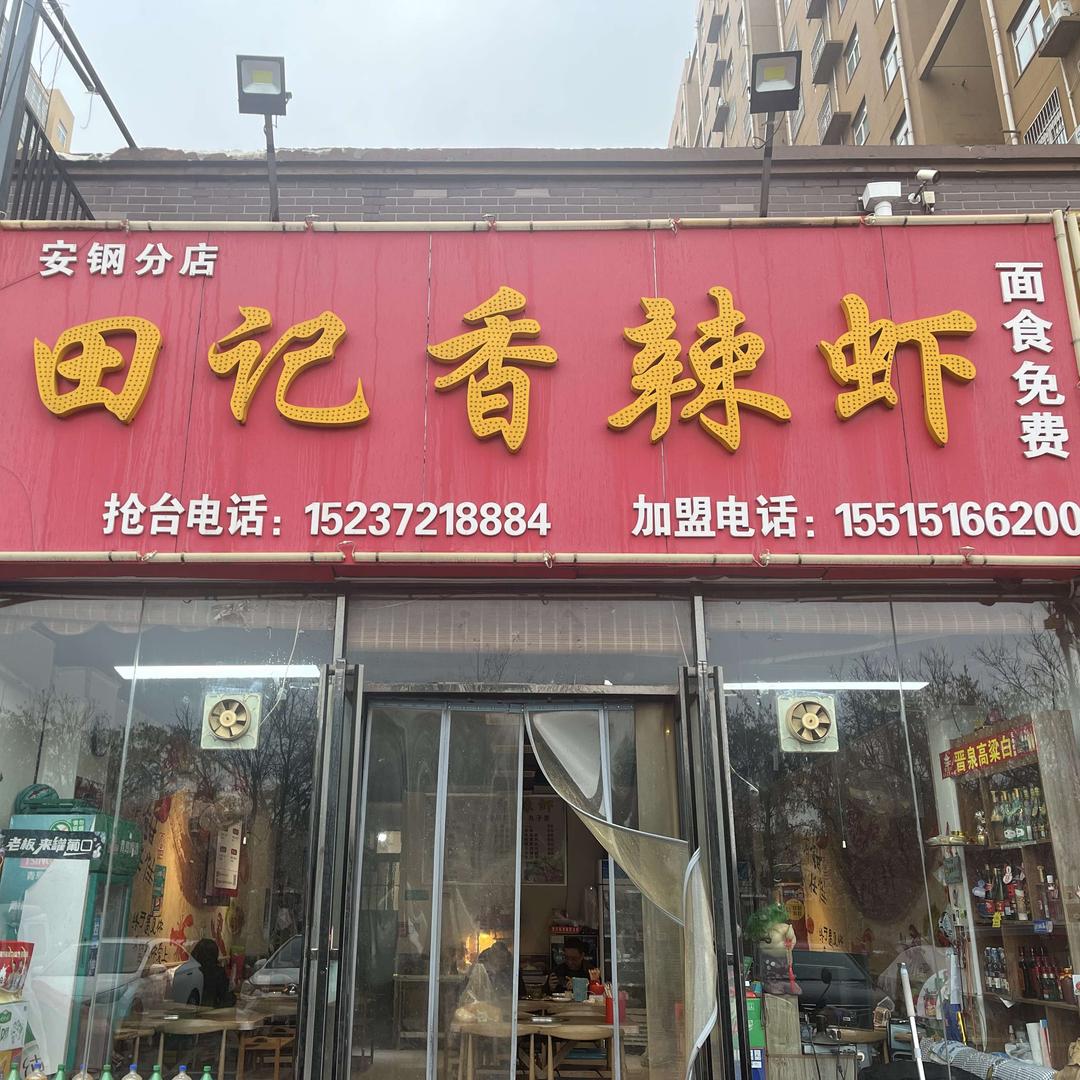 安钢分店
田记香辣虾
面食免费
抢台电话：15237218884
加盟电话：15515166200
晋泉高粱白
老板 来罐葡口